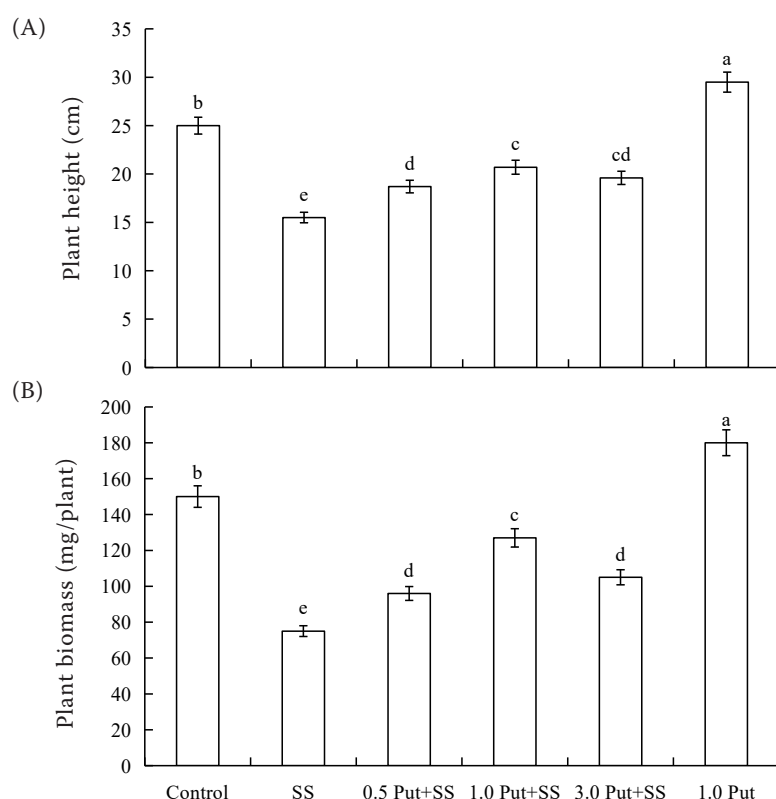 (A)
Plant height (cm)
35
30
25
20
15
10
5
0
b
e
d
c
cd
a
(B)
Plant biomass (mg/plant)
200
180
160
140
120
100
80
60
40
20
0
b
e
d
c
d
a
Control SS 0.5 Put+SS 1.0 Put+SS 3.0 Put+SS 1.0 Put